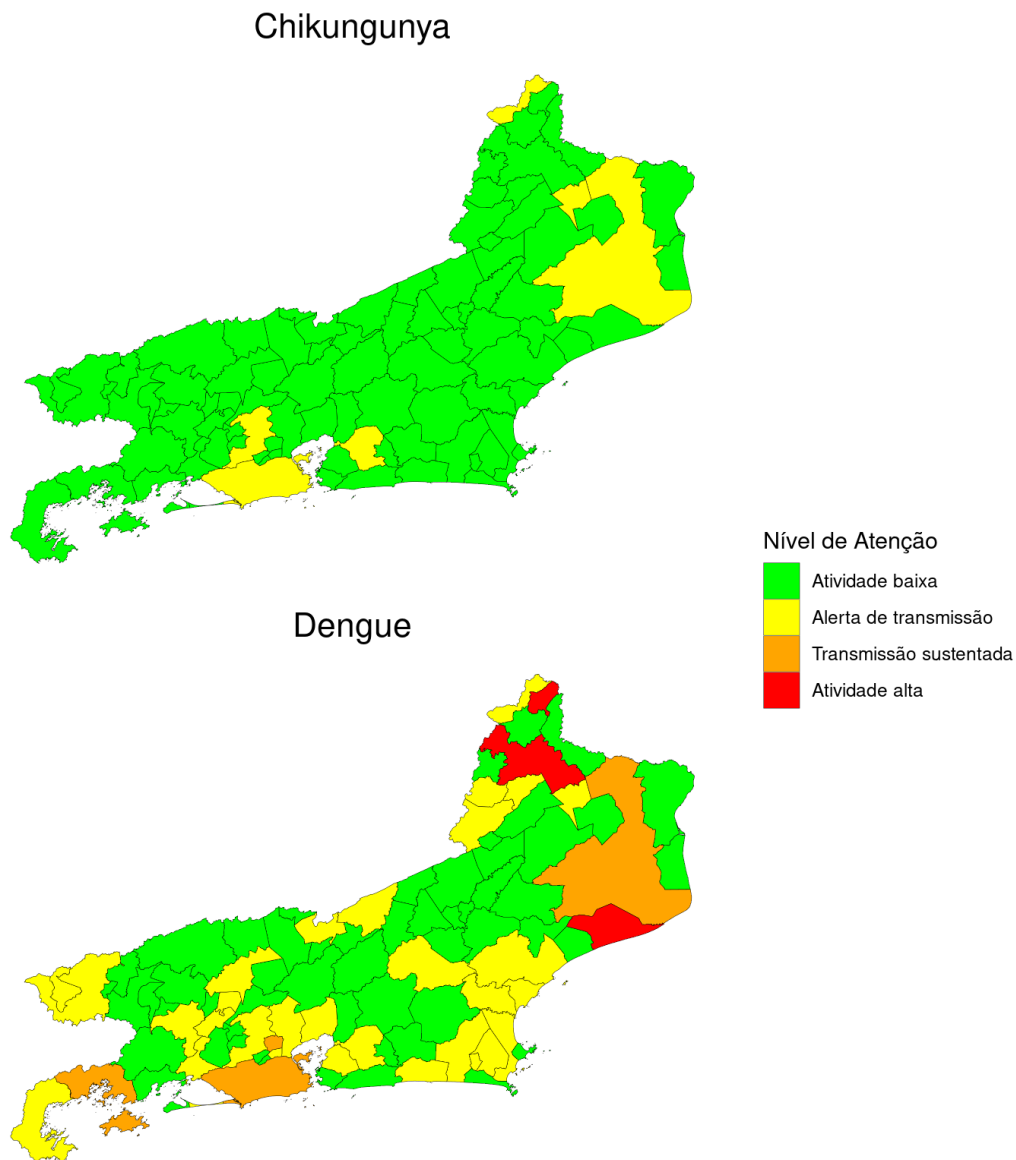 Chikungunya
Nível de Atenção
Atividade baixa
Alerta de transmissão
Transmissão sustentada
Atividade alta
Dengue